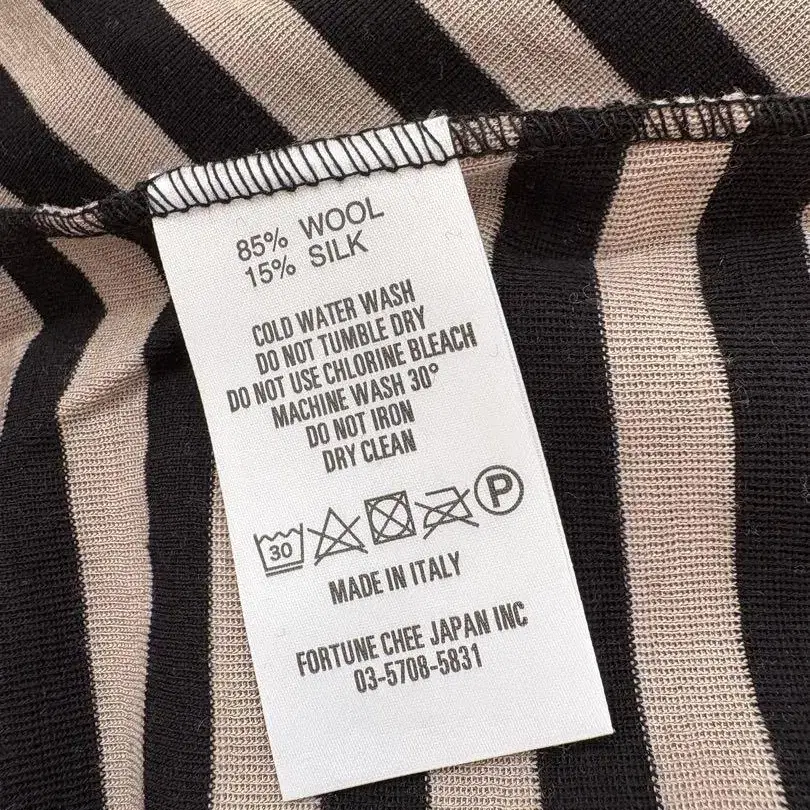 85% WOOL
15% SILK
COLD WATER WASH
DO NOT TUMBLE DRY
DO NOT USE CHLORINE BLEACH
MACHINE WASH 30°
DO NOT IRON
DRY CLEAN
30 P
MADE IN ITALY
FORTUNE CHEE JAPAN INC
03-5708-5831